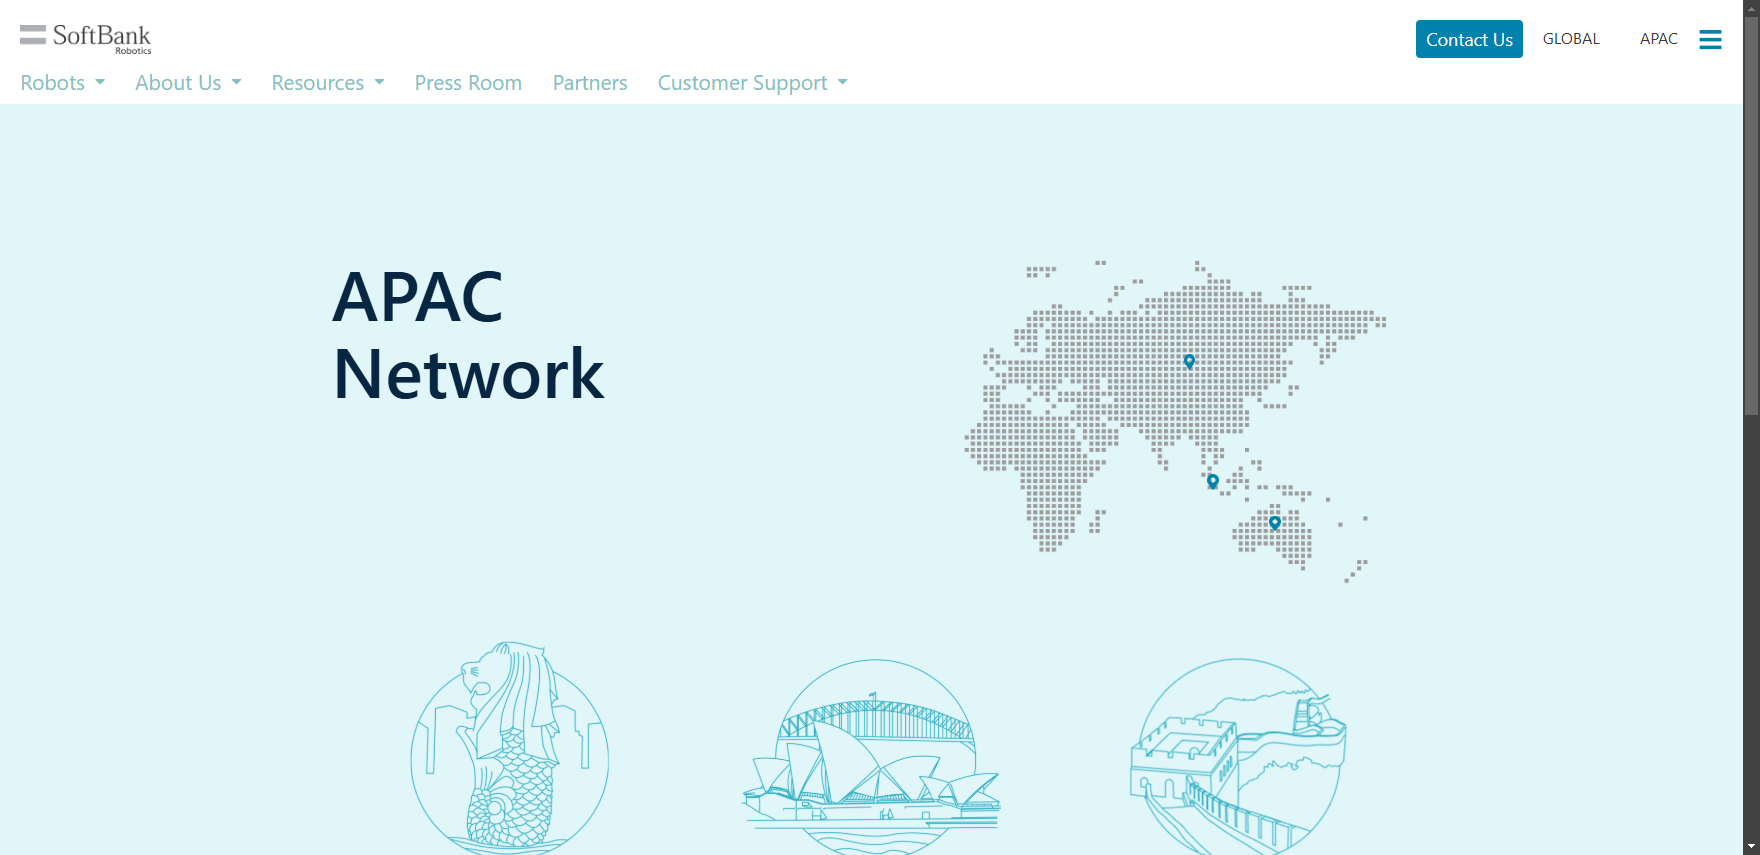 SoftBank
Robotics
Contact Us
GLOBAL
APAC
Robots
About Us
Resources
Press Room
Partners
Customer Support
APAC
Network